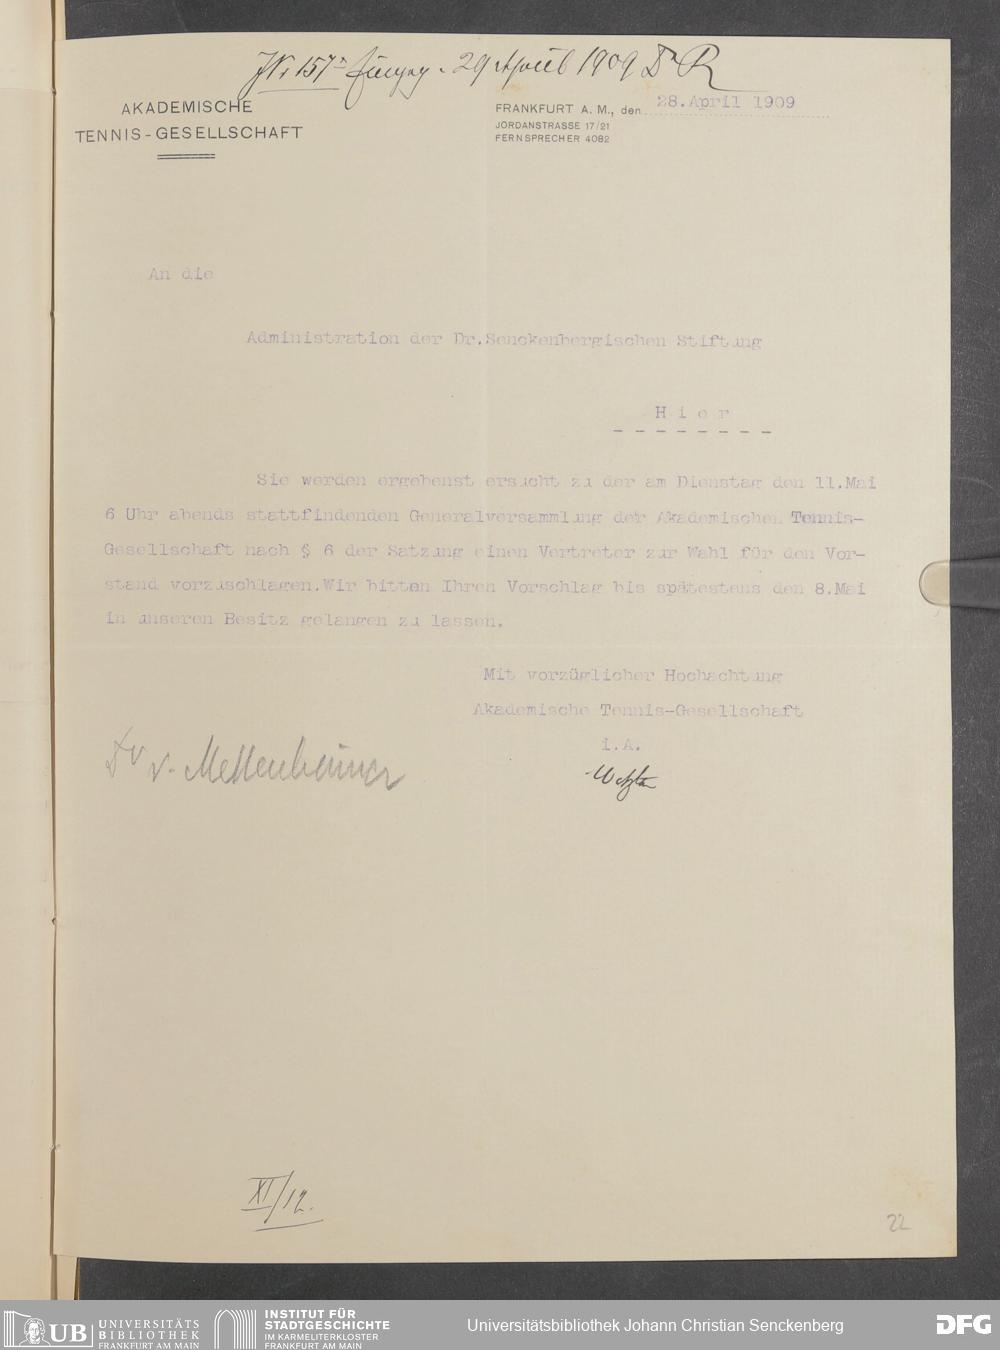 J.Nr 157 29 April 1909 Dr R
AKADEMISCHE
TENNIS-GESELLSCHAFT
FRANKFURT A. M., den 28.April 1909
JORDANSTRASSE 17/21
FERNSPRECHER 4082
An die
Administration der Dr.Senckenbergischen Stiftung
H i e r
- - - - - - - -
Sie werden ergebenst ersucht zu der am Dienstag den 11.Mai
6 Uhr abends stattfindenden Generalversammlung der Akademischen Tennis-
Gesellschaft nach § 6 der Satzung einen Vertreter zur Wahl für den Vor-
stand vorzuschlagen.Wir bitten Ihren Vorschlag bis spätestens den 8.Mai
in unseren Besitz gelangen zu lassen.
Mit vorzüglicher Hochachtung
Akademische Tennis-Gesellschaft
i.A.
Dr v. Mettenheimer
XI/12.
22
UB UNIVERSITÄTS
BIBLIOTHEK
FRANKFURT AM MAIN
INSTITUT FÜR
STADTGESCHICHTE
IM KARMELITERKLOSTER
FRANKFURT AM MAIN
Universitätsbibliothek Johann Christian Senckenberg
DFG